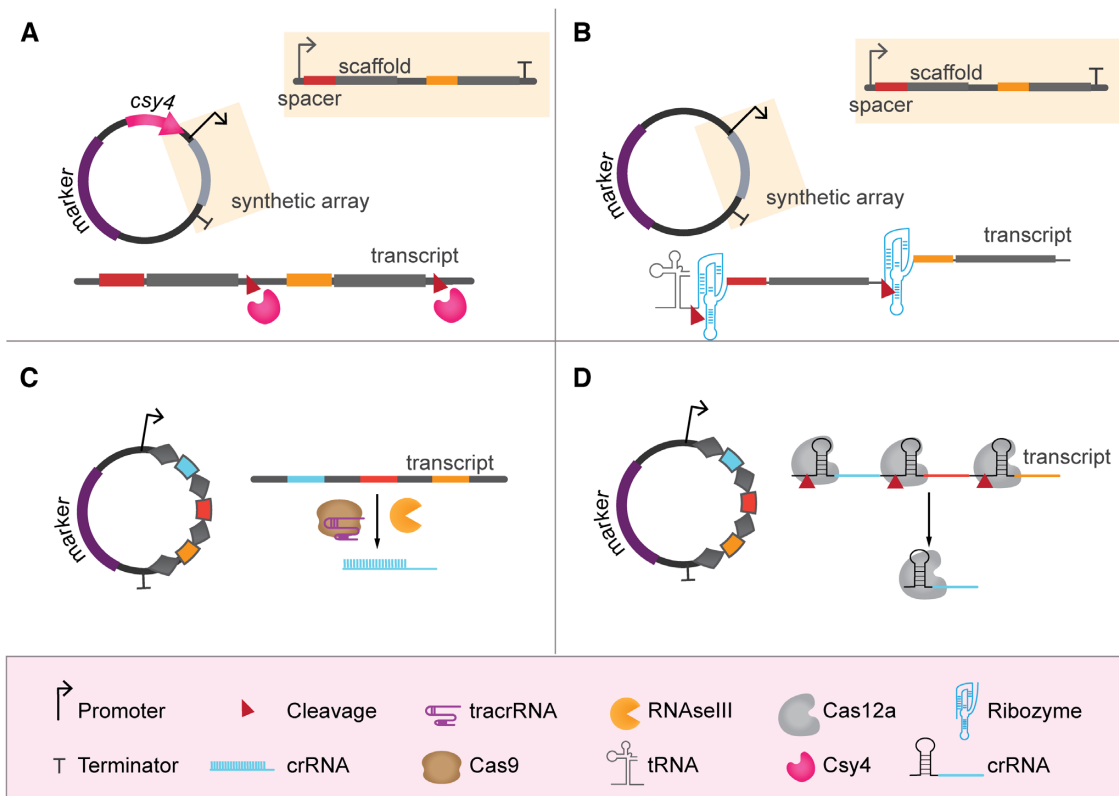 A
scaffold
T
spacer
csy4
marker
T
synthetic array
transcript
B
scaffold
T
spacer
marker
T
synthetic array
transcript
C
marker
transcript
D
marker
transcript
Promoter
Cleavage
tracrRNA
RNAseIII
Cas12a
Ribozyme
T Terminator
crRNA
Cas9
tRNA
Csy4
crRNA